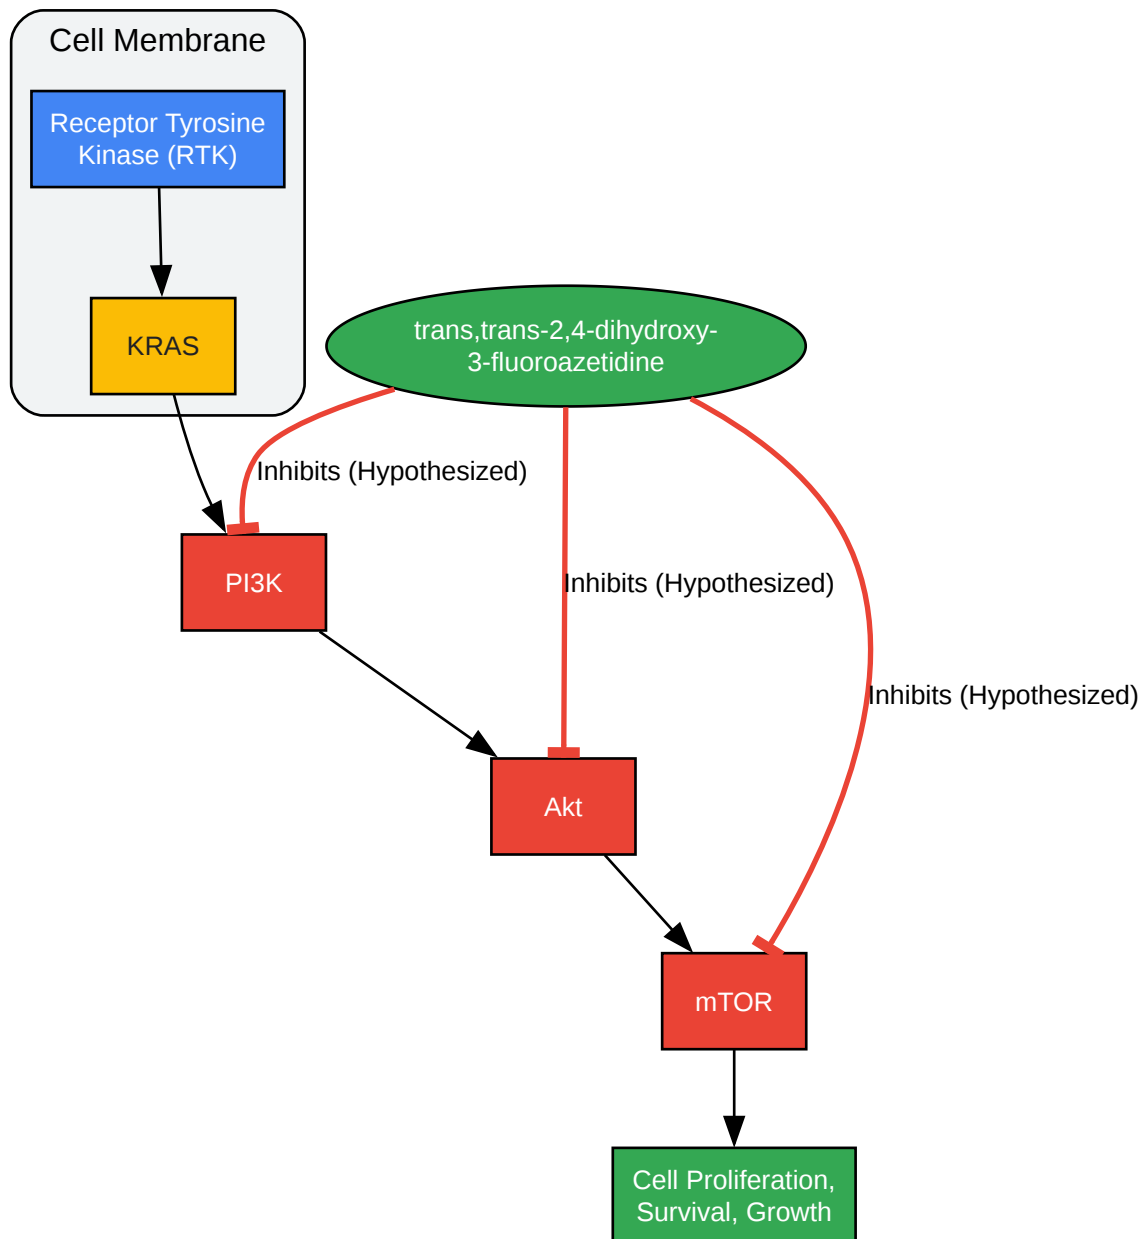 Cell Membrane
Receptor Tyrosine
Kinase (RTK)
KRAS
trans,trans-2,4-dihydroxy-
3-fluoroazetidine
Inhibits (Hypothesized)
PI3K
Inhibits (Hypothesized)
Inhibits (Hypothesized)
Akt
mTOR
Cell Proliferation,
Survival, Growth